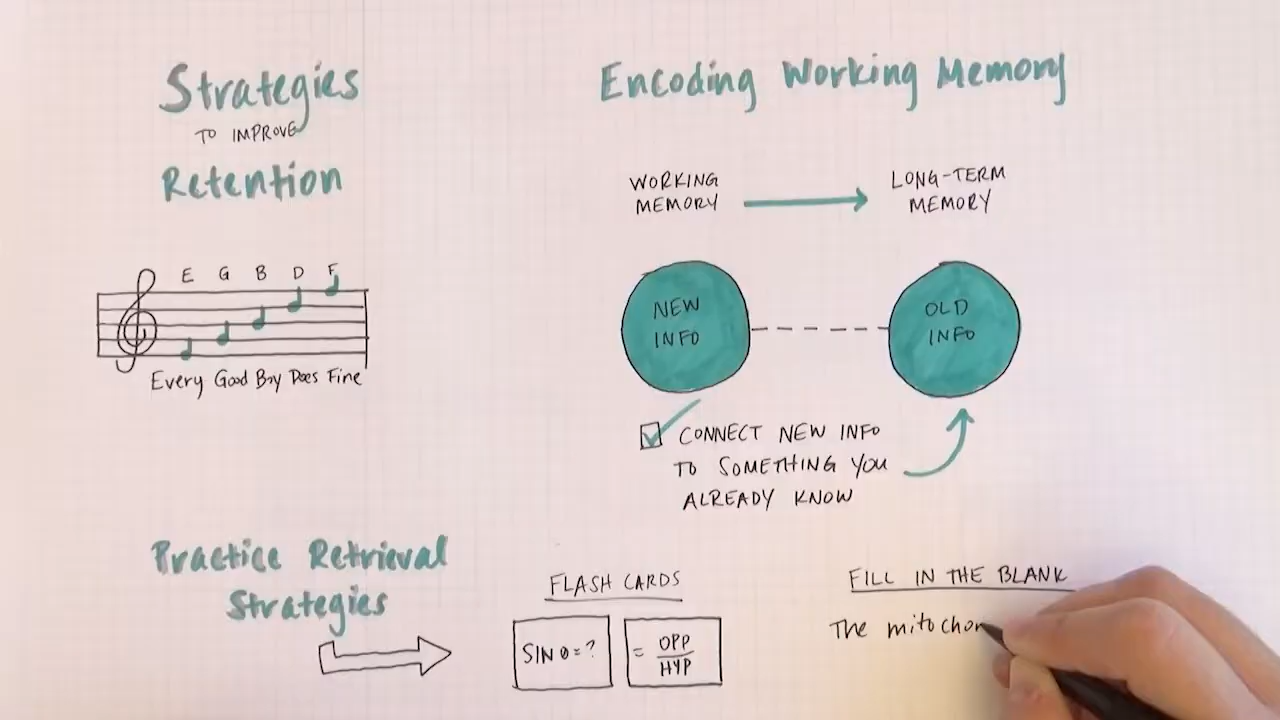 Strategies
TO IMPROVE
Retention
E G B D F
Every Good Boy Does Fine
Encoding Working Memory
WORKING
MEMORY
LONG-TERM
MEMORY
NEW
INFO
OLD
INFO
CONNECT NEW INFO
TO SOMETHING YOU
ALREADY KNOW
Practice Retrieval
Strategies
FLASH CARDS
SIN θ = ?
= OPP
HYP
FILL IN THE BLANK
The mitochon